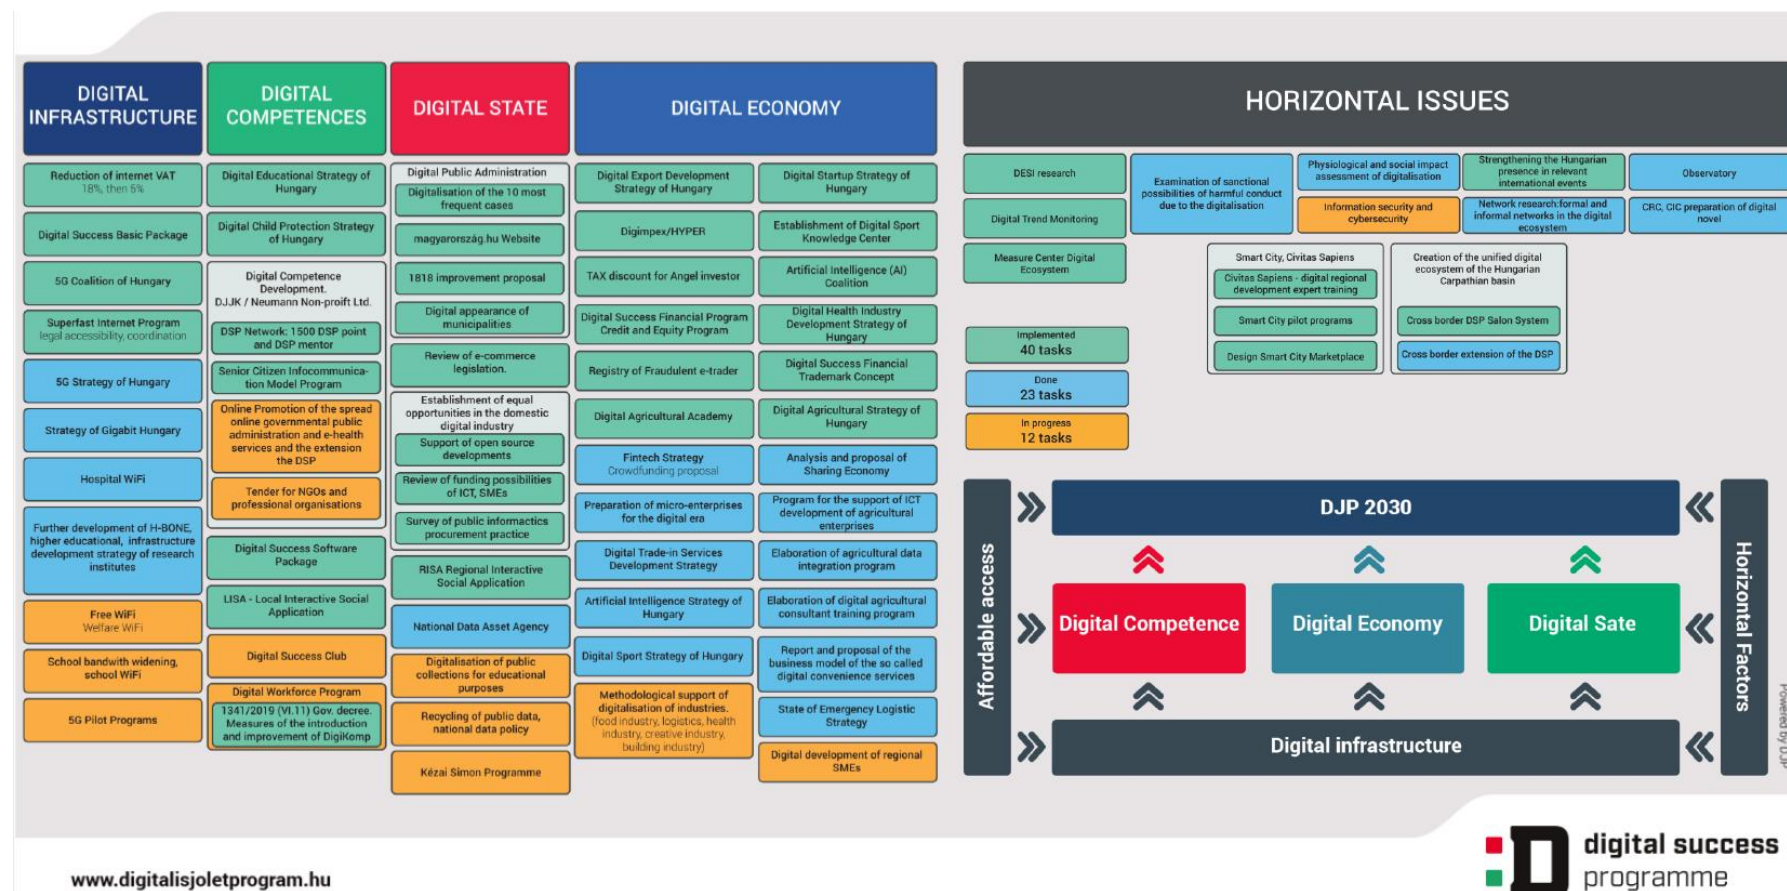 DIGITAL
INFRASTRUCTURE
Reduction of internet VAT
18%, then 5%
Digital Success Basic Package
5G Coalition of Hungary
Superfast Internet Program
legal accessibility, coordination
5G Strategy of Hungary
Strategy of Gigabit Hungary
Hospital WiFi
Further development of H-BONE,
higher educational, infrastructure
development strategy of research
institutes
Free WiFi
Welfare WiFi
School bandwith widening,
school WiFi
5G Pilot Programs
DIGITAL
COMPETENCES
Digital Educational Strategy of
Hungary
Digital Child Protection Strategy
of Hungary
Digital Competence
Development.
DJJK / Neumann Non-proift Ltd.
DSP Network: 1500 DSP point
and DSP mentor
Senior Citizen Infocommunica-
tion Model Program
Online Promotion of the spread
online governmental public
administration and e-health
services and the extension
the DSP
Tender for NGOs and
professional organisations
Digital Success Software
Package
LISA - Local Interactive Social
Application
Digital Success Club
Digital Workforce Program
1341/2019 (VI.11) Gov. decree.
Measures of the introduction
and improvement of DigiKomp
DIGITAL STATE
Digital Public Administration
Digitalisation of the 10 most
frequent cases
magyarország.hu Website
1818 improvement proposal
Digital appearance of
municipalities
Review of e-commerce
legislation.
Establishment of equal
opportunities in the domestic
digital industry
Support of open source
developments
Review of funding possibilities
of ICT, SMEs
Survey of public informactics
procurement practice
RISA Regional Interactive
Social Application
National Data Asset Agency
Digitalisation of public
collections for educational
purposes
Recycling of public data,
national data policy
Kézai Simon Programme
DIGITAL ECONOMY
Digital Export Development
Strategy of Hungary
Digimpex/HYPER
TAX discount for Angel investor
Digital Success Financial Program
Credit and Equity Program
Registry of Fraudulent e-trader
Digital Agricultural Academy
Fintech Strategy
Crowdfunding proposal
Preparation of micro-enterprises
for the digital era
Digital Trade-in Services
Development Strategy
Artificial Intelligence Strategy of
Hungary
Digital Sport Strategy of Hungary
Methodological support of
digitalisation of industries.
(food industry, logistics, health
industry, creative industry,
building industry)
Digital Startup Strategy of
Hungary
Establishment of Digital Sport
Knowledge Center
Artificial Intelligence (AI)
Coalition
Digital Health Industry
Development Strategy of
Hungary
Digital Success Financial
Trademark Concept
Digital Agricultural Strategy of
Hungary
Analysis and proposal of
Sharing Economy
Program for the support of ICT
development of agricultural
enterprises
Elaboration of agricultural data
integration program
Elaboration of digital agricultural
consultant training program
Report and proposal of the
business model of the so called
digital convenience services
State of Emergency Logistic
Strategy
Digital development of regional
SMEs
HORIZONTAL ISSUES
DESI research
Digital Trend Monitoring
Measure Center Digital
Ecosystem
Examination of sanctional
possibilities of harmful conduct
due to the digitalisation
Physiological and social impact
assessment of digitalisation
Information security and
cybersecurity
Strengthening the Hungarian
presence in relevant
international events
Network research:formal and
informal networks in the digital
ecosystem
Observatory
CRC, CIC preparation of digital
novel
Smart City, Civitas Sapiens
Civitas Sapiens - digital regional
development expert training
Smart City pilot programs
Design Smart City Marketplace
Creation of the unified digital
ecosystem of the Hungarian
Carpathian basin
Cross border DSP Salon System
Cross border extension of the DSP
Implemented
40 tasks
Done
23 tasks
In progress
12 tasks
Affordable access
DJP 2030
Digital Competence
Digital Economy
Digital Sate
Digital infrastructure
Horizontal Factors
Powered by DJP
www.digitalisjoletprogram.hu
digital success
programme